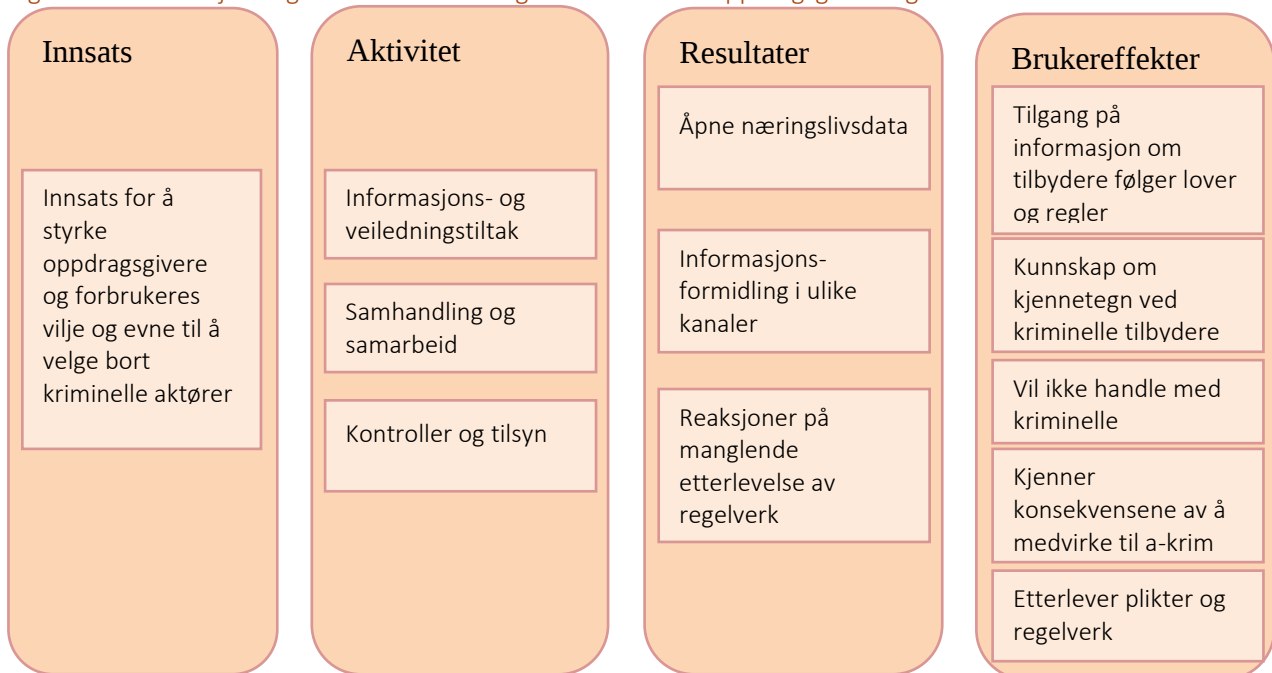 Innsats
Innsats for å
styrke
oppdragsgivere
og forbrukeres
vilje og evne til å
velge bort
kriminelle aktører
Aktivitet
Informasjons- og
veiledningstiltak
Samhandling og
samarbeid
Kontroller og tilsyn
Resultater
Åpne næringslivsdata
Informasjons-
formidling i ulike
kanaler
Reaksjoner på
manglende
etterlevelse av
regelverk
Brukereffekter
Tilgang på
informasjon om
tilbydere følger lover
og regler
Kunnskap om
kjennetegn ved
kriminelle tilbydere
Vil ikke handle med
kriminelle
Kjenner
konsekvensene av å
medvirke til a-krim
Etterlever plikter og
regelverk